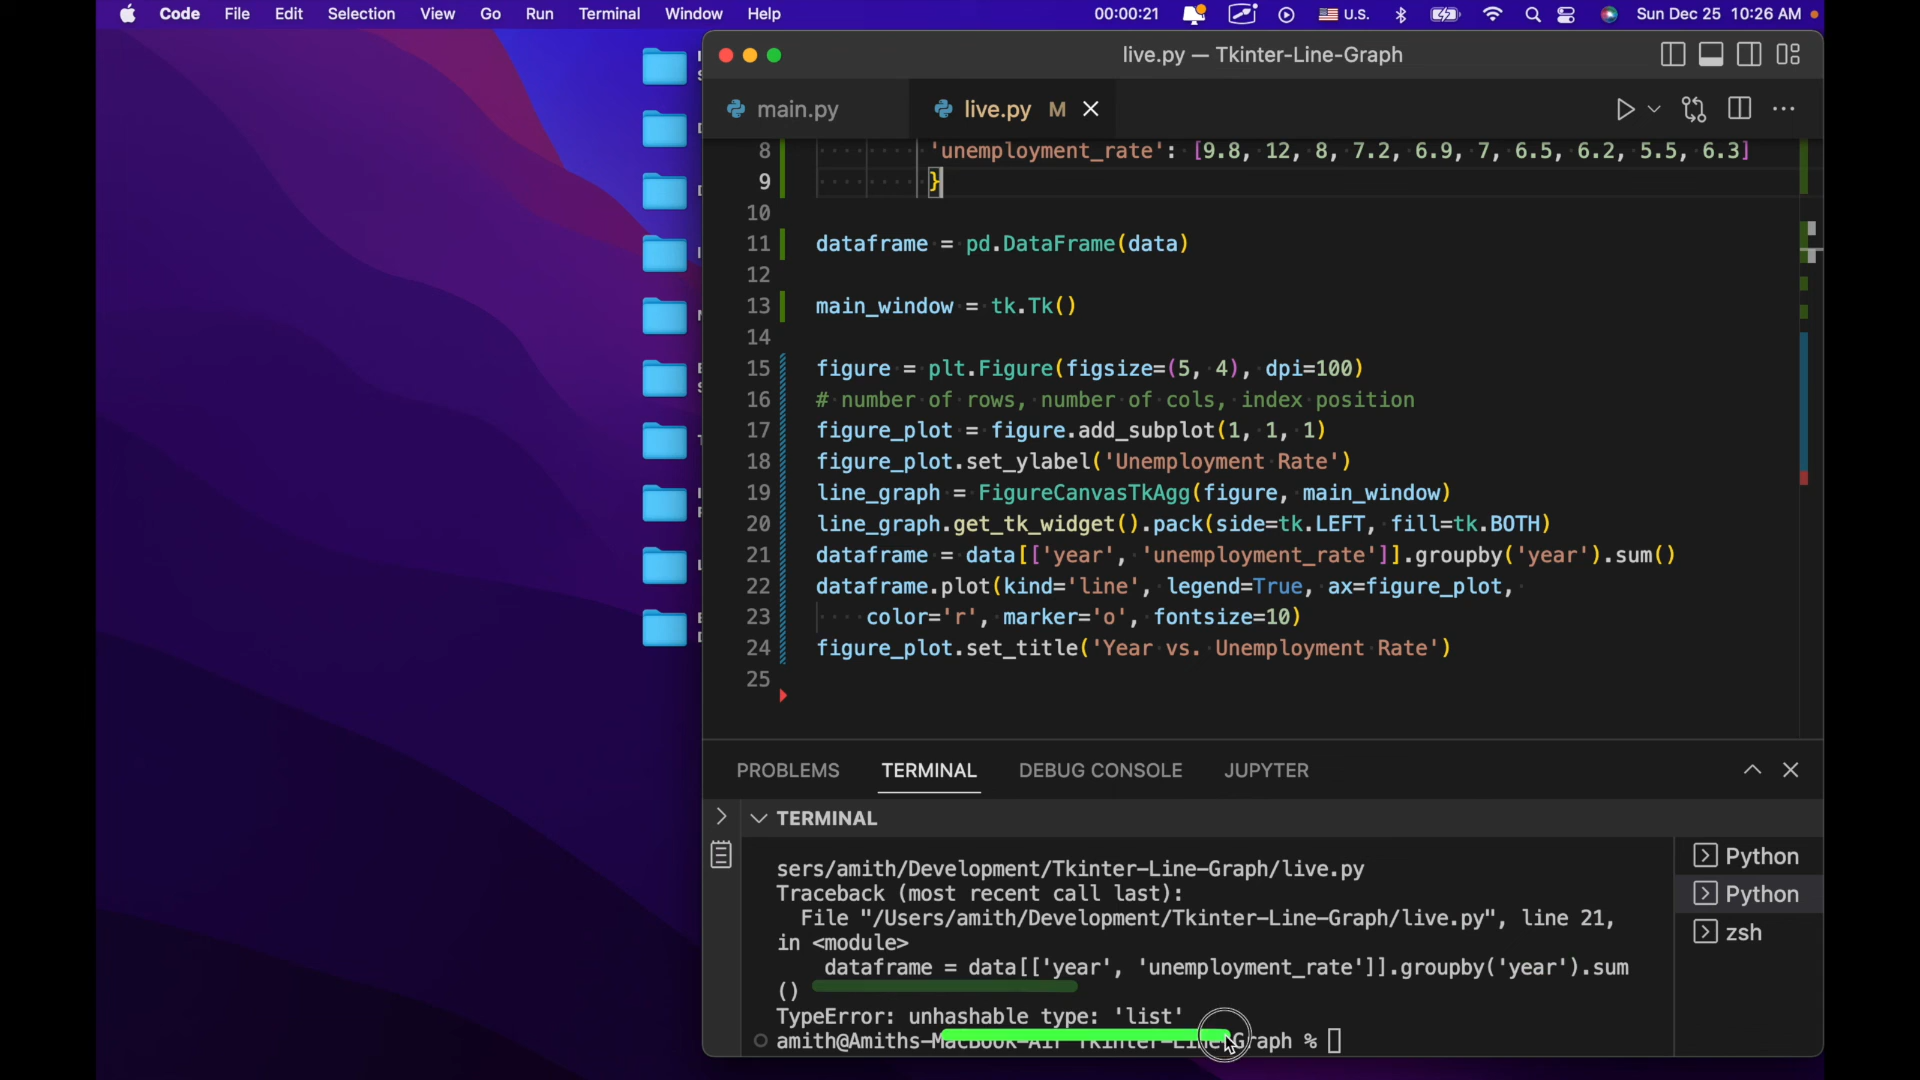 Code File Edit Selection View Go Run Terminal Window Help 00:00:21 U.S. Sun Dec 25 10:26 AM
live.py — Tkinter-Line-Graph
main.py live.py M
8 'unemployment_rate': [9.8, 12, 8, 7.2, 6.9, 7, 6.5, 6.2, 5.5, 6.3]
9 }
10
11 dataframe = pd.DataFrame(data)
12
13 main_window = tk.Tk()
14
15 figure = plt.Figure(figsize=(5, 4), dpi=100)
16 # number of rows, number of cols, index position
17 figure_plot = figure.add_subplot(1, 1, 1)
18 figure_plot.set_ylabel('Unemployment Rate')
19 line_graph = FigureCanvasTkAgg(figure, main_window)
20 line_graph.get_tk_widget().pack(side=tk.LEFT, fill=tk.BOTH)
21 dataframe = data[['year', 'unemployment_rate']].groupby('year').sum()
22 dataframe.plot(kind='line', legend=True, ax=figure_plot,
23 color='r', marker='o', fontsize=10)
24 figure_plot.set_title('Year vs. Unemployment Rate')
25
PROBLEMS TERMINAL DEBUG CONSOLE JUPYTER
TERMINAL
sers/amith/Development/Tkinter-Line-Graph/live.py
Traceback (most recent call last):
File "/Users/amith/Development/Tkinter-Line-Graph/live.py", line 21,
in <module>
dataframe = data[['year', 'unemployment_rate']].groupby('year').sum
()
TypeError: unhashable type: 'list'
amith@Amiths-MacBook-Air Tkinter-Line-Graph %
Python
Python
zsh